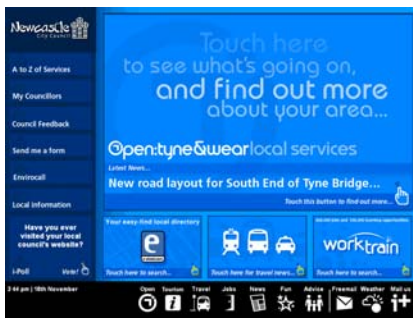 Newcastle
City Council
A to Z of Services
My Councillors
Council Feedback
Send me a form
Envirocall
Local Information
Have you ever
visited your local
council's website?
i-Poll Vote!
Touch here
to see what's going on,
and find out more
about your area...
Open:tyne&wear local services
Latest News...
New road layout for South End of Tyne Bridge...
Touch this button to find out more...
Your easy-find local directory
Touch here to search...
Touch here for travel news...
worktrain
Touch here to search...
3:44 pm | 18th November
Open Tourism Travel Jobs News Fun Advice Freemail Weather Mail us